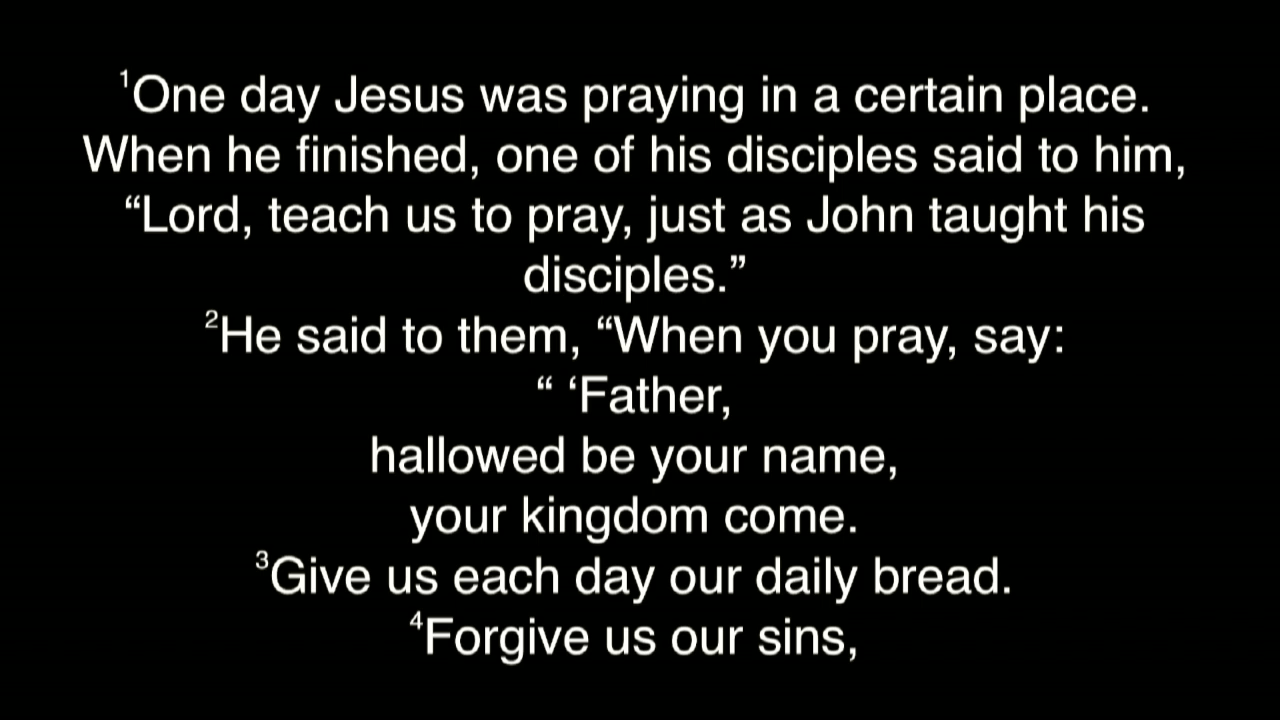 ¹One day Jesus was praying in a certain place.
When he finished, one of his disciples said to him,
“Lord, teach us to pray, just as John taught his
disciples.”
²He said to them, “When you pray, say:
“ ‘Father,
hallowed be your name,
your kingdom come.
³Give us each day our daily bread.
⁴Forgive us our sins,